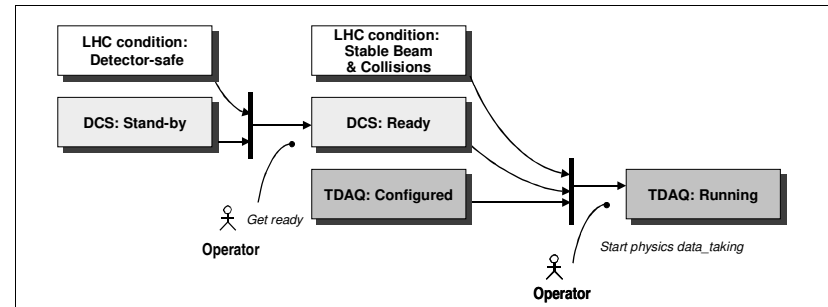 LHC condition:
Detector-safe
LHC condition:
Stable Beam
& Collisions
DCS: Stand-by
DCS: Ready
TDAQ: Configured
TDAQ: Running
Get ready
Operator
Start physics data_taking
Operator